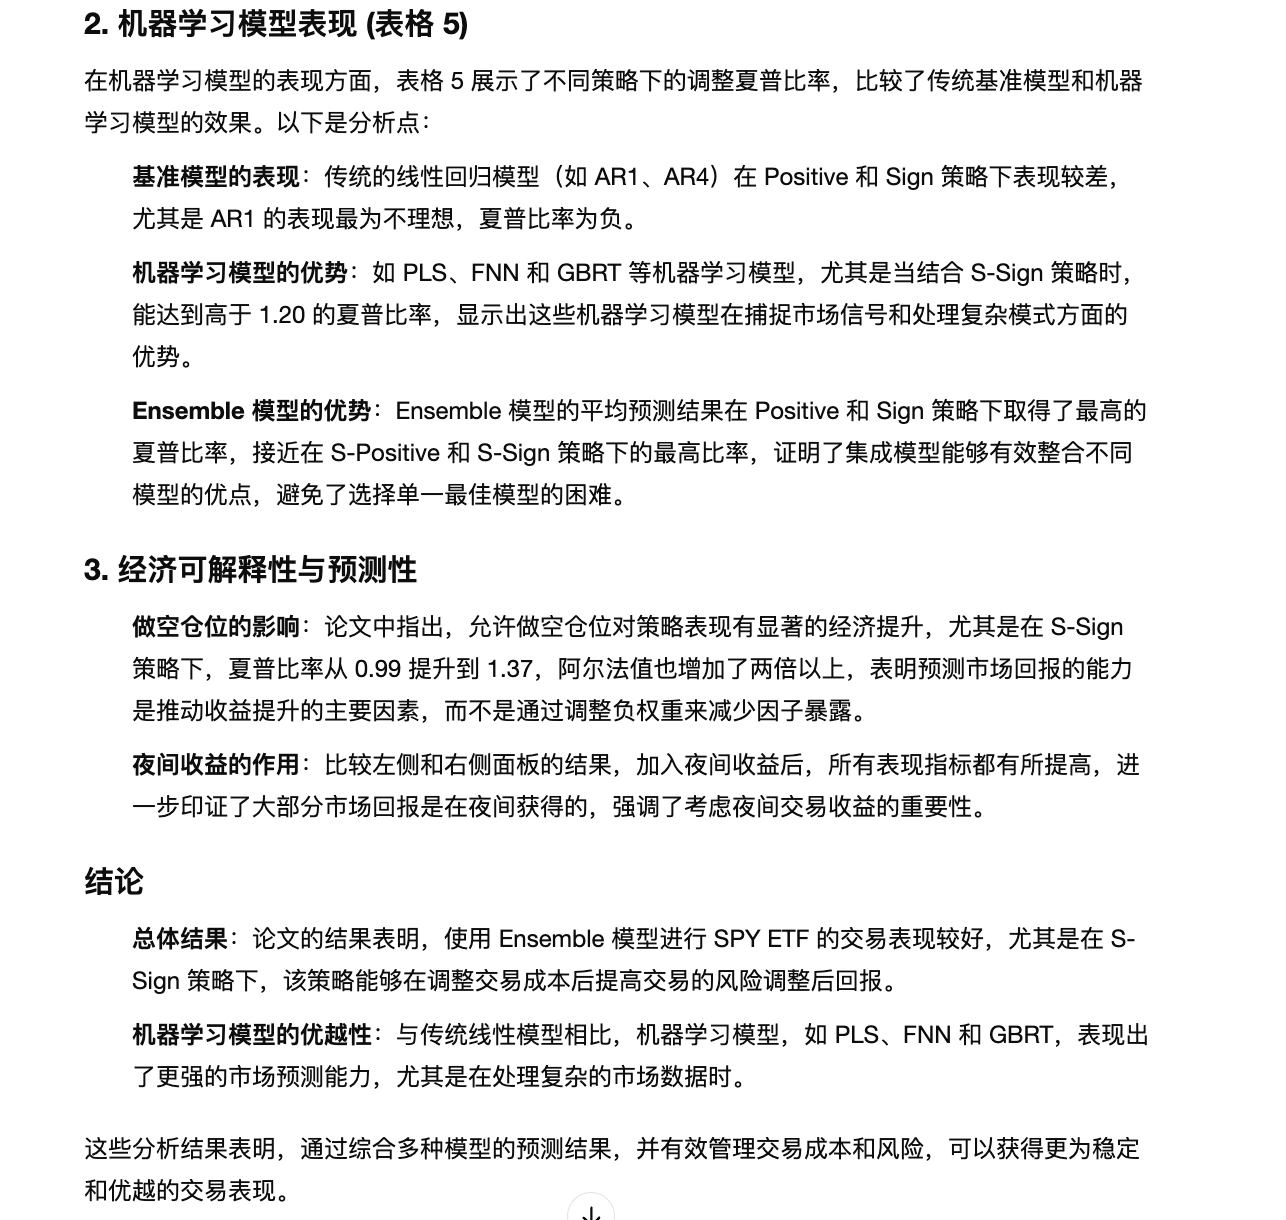 2. 机器学习模型表现 (表格 5)
在机器学习模型的表现方面，表格 5 展示了不同策略下的调整夏普比率，比较了传统基准模型和机器
学习模型的效果。以下是分析点：
基准模型的表现：传统的线性回归模型（如 AR1、AR4）在 Positive 和 Sign 策略下表现较差，
尤其是 AR1 的表现最为不理想，夏普比率为负。
机器学习模型的优势：如 PLS、FNN 和 GBRT 等机器学习模型，尤其是当结合 S-Sign 策略时，
能达到高于 1.20 的夏普比率，显示出这些机器学习模型在捕捉市场信号和处理复杂模式方面的
优势。
Ensemble 模型的优势：Ensemble 模型的平均预测结果在 Positive 和 Sign 策略下取得了最高的
夏普比率，接近在 S-Positive 和 S-Sign 策略下的最高比率，证明了集成模型能够有效整合不同
模型的优点，避免了选择单一最佳模型的困难。
3. 经济可解释性与预测性
做空仓位的影响：论文中指出，允许做空仓位对策略表现有显著的经济提升，尤其是在 S-Sign
策略下，夏普比率从 0.99 提升到 1.37，阿尔法值也增加了两倍以上，表明预测市场回报的能力
是推动收益提升的主要因素，而不是通过调整负权重来减少因子暴露。
夜间收益的作用：比较左侧和右侧面板的结果，加入夜间收益后，所有表现指标都有所提高，进
一步印证了大部分市场回报是在夜间获得的，强调了考虑夜间交易收益的重要性。
结论
总体结果：论文的结果表明，使用 Ensemble 模型进行 SPY ETF 的交易表现较好，尤其是在 S-
Sign 策略下，该策略能够在调整交易成本后提高交易的风险调整后回报。
机器学习模型的优越性：与传统线性模型相比，机器学习模型，如 PLS、FNN 和 GBRT，表现出
了更强的市场预测能力，尤其是在处理复杂的市场数据时。
这些分析结果表明，通过综合多种模型的预测结果，并有效管理交易成本和风险，可以获得更为稳定
和优越的交易表现。